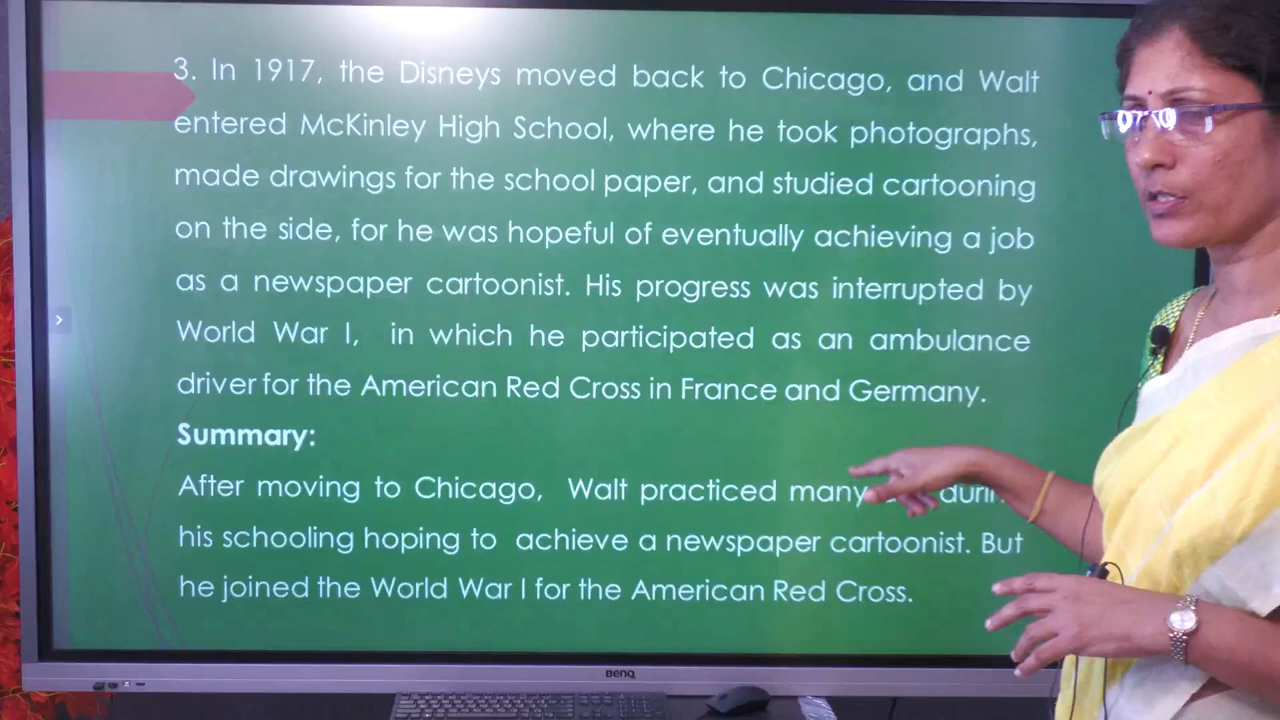 3. In 1917, the Disneys moved back to Chicago, and Walt
entered McKinley High School, where he took photographs,
made drawings for the school paper, and studied cartooning
on the side, for he was hopeful of eventually achieving a job
as a newspaper cartoonist. His progress was interrupted by
World War I, in which he participated as an ambulance
driver for the American Red Cross in France and Germany.
Summary:
After moving to Chicago, Walt practiced many
his schooling hoping to achieve a newspaper cartoonist. But
he joined the World War I for the American Red Cross.
BenQ